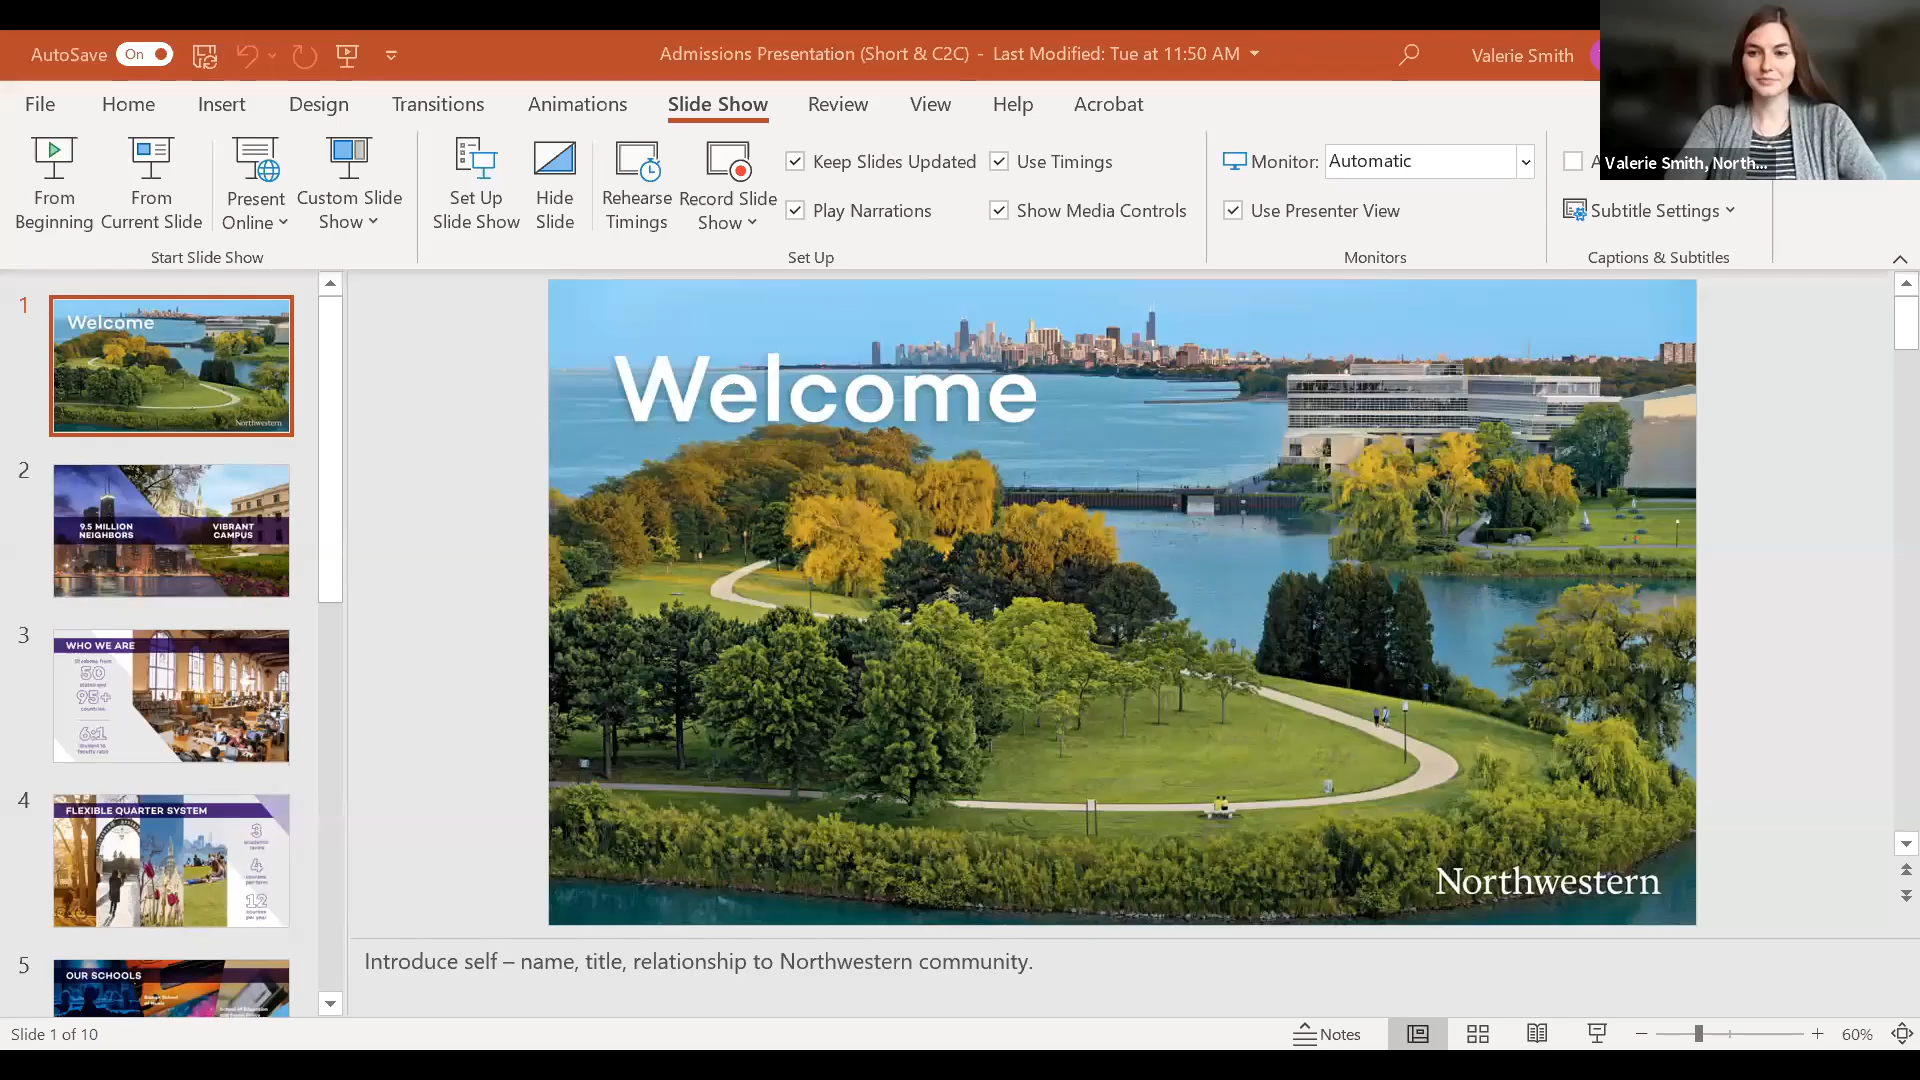 AutoSave On
Admissions Presentation (Short & C2C) - Last Modified: Tue at 11:50 AM
Valerie Smith
File Home Insert Design Transitions Animations Slide Show Review View Help Acrobat
From Beginning
From Current Slide
Present Online
Custom Slide Show
Start Slide Show
Set Up Slide Show
Hide Slide
Rehearse Timings
Record Slide Show
Keep Slides Updated
Use Timings
Play Narrations
Show Media Controls
Set Up
Monitor: Automatic
Use Presenter View
Monitors
Subtitle Settings
Captions & Subtitles
Valerie Smith, North...
1
Welcome
Northwestern
2
9.5 MILLION
NEIGHBORS
VIBRANT
CAMPUS
3
WHO WE ARE
50
95+
countries
6:1
4
FLEXIBLE QUARTER SYSTEM
3
4
12
5
OUR SCHOOLS
Welcome
Northwestern
Introduce self – name, title, relationship to Northwestern community.
Slide 1 of 10
Notes
60%